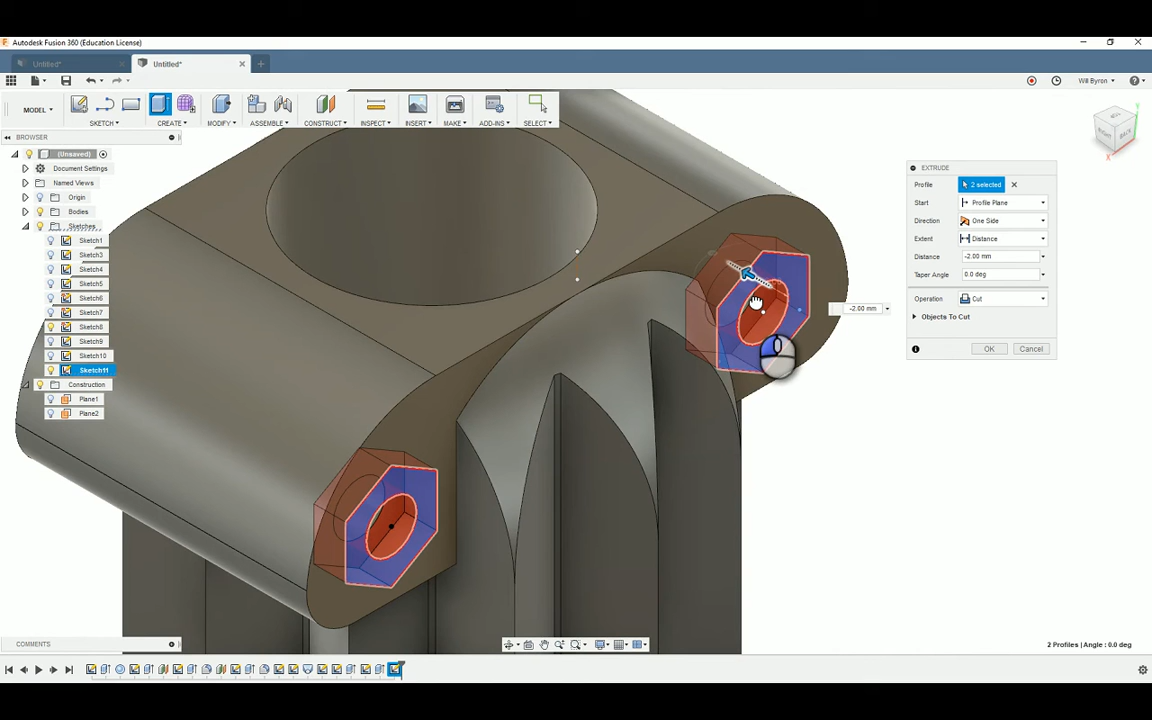 Autodesk Fusion 360 (Education License)
Untitled*
Untitled*
Will Byron
MODEL
SKETCH
CREATE
MODIFY
ASSEMBLE
CONSTRUCT
INSPECT
INSERT
MAKE
ADD-INS
SELECT
BROWSER
(Unsaved)
Document Settings
Named Views
Origin
Bodies
Sketches
Sketch1
Sketch3
Sketch4
Sketch5
Sketch6
Sketch7
Sketch8
Sketch9
Sketch10
Sketch11
Construction
Plane1
Plane2
RIGHT
BACK
EXTRUDE
Profile 2 selected
Start Profile Plane
Direction One Side
Extent Distance
Distance -2.00 mm
Taper Angle 0.0 deg
Operation Cut
Objects To Cut
OK Cancel
-2.00 mm
COMMENTS
2 Profiles | Angle : 0.0 deg